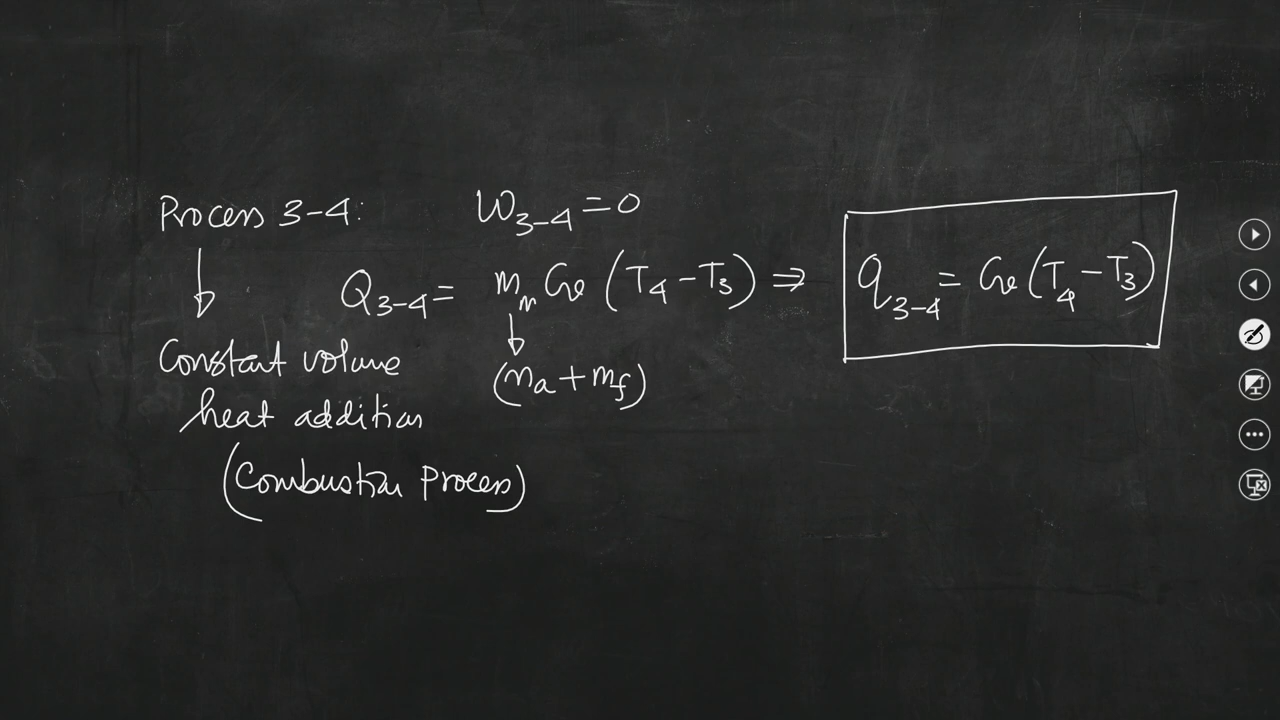 Process 3-4:
W3-4 = 0
Q3-4 = mm Cv (T4 - T3) ⇒ q3-4 = Cv (T4 - T3)
(ma + mf)
Constant volume
heat addition
(Combustion process)